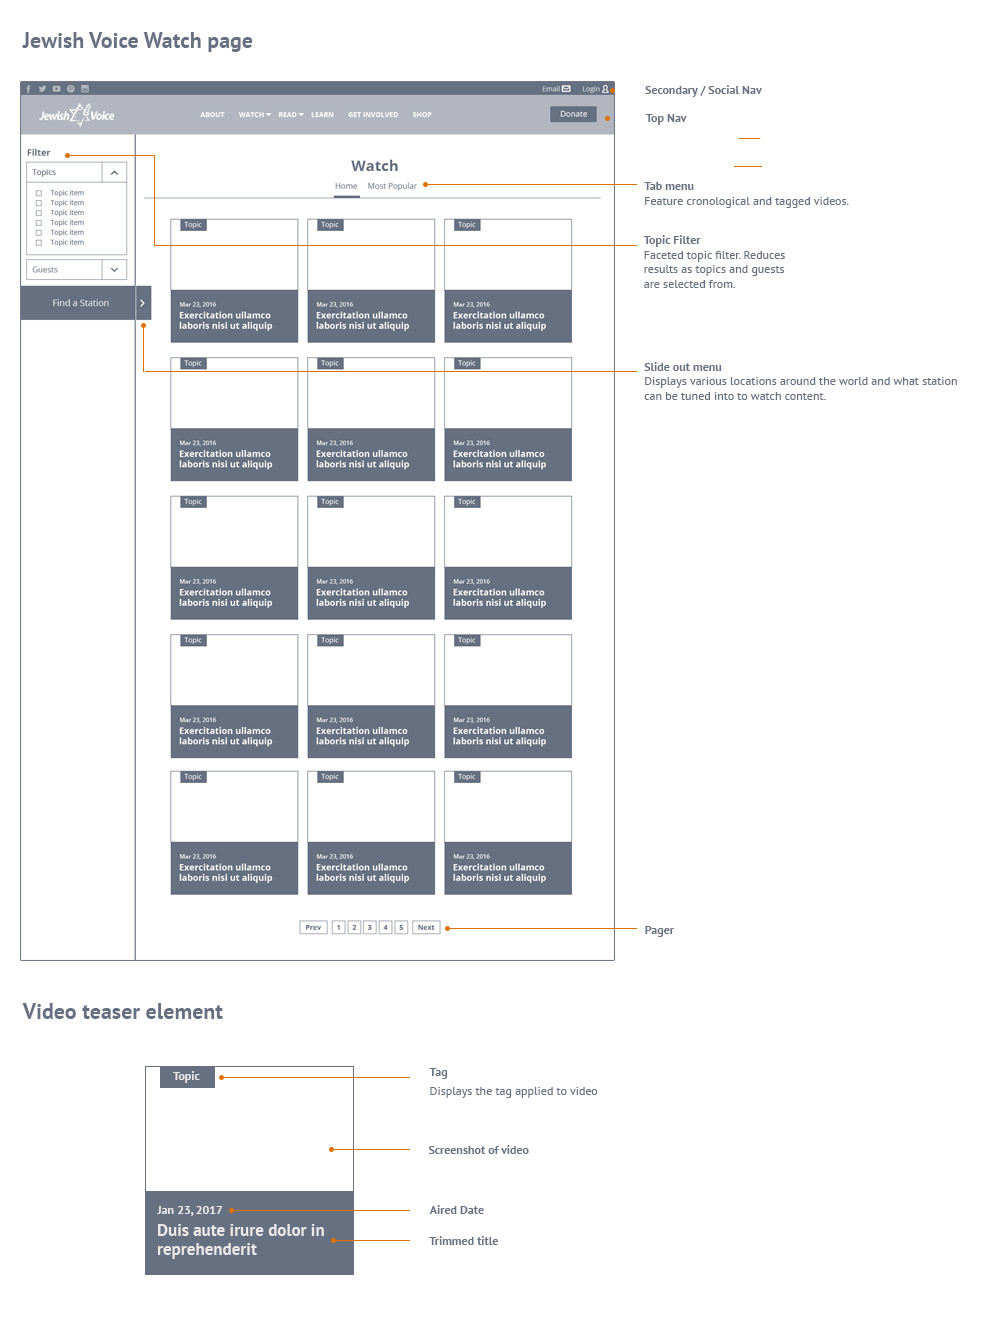 Jewish Voice Watch page
Email
Login
Secondary / Social Nav
Jewish Voice
ABOUT
WATCH
READ
LEARN
GET INVOLVED
SHOP
Donate
Top Nav
Filter
Topics
Topic item
Topic item
Topic item
Topic item
Topic item
Topic item
Guests
Find a Station
Watch
Home
Most Popular
Tab menu
Feature cronological and tagged videos.
Topic Filter
Faceted topic filter. Reduces
results as topics and guests
are selected from.
Slide out menu
Displays various locations around the world and what station
can be tuned into to watch content.
Topic
Topic
Topic
Mar 23, 2016
Exercitation ullamco
laboris nisi ut aliquip
Mar 23, 2016
Exercitation ullamco
laboris nisi ut aliquip
Mar 23, 2016
Exercitation ullamco
laboris nisi ut aliquip
Topic
Topic
Topic
Mar 23, 2016
Exercitation ullamco
laboris nisi ut aliquip
Mar 23, 2016
Exercitation ullamco
laboris nisi ut aliquip
Mar 23, 2016
Exercitation ullamco
laboris nisi ut aliquip
Topic
Topic
Topic
Mar 23, 2016
Exercitation ullamco
laboris nisi ut aliquip
Mar 23, 2016
Exercitation ullamco
laboris nisi ut aliquip
Mar 23, 2016
Exercitation ullamco
laboris nisi ut aliquip
Topic
Topic
Topic
Mar 23, 2016
Exercitation ullamco
laboris nisi ut aliquip
Mar 23, 2016
Exercitation ullamco
laboris nisi ut aliquip
Mar 23, 2016
Exercitation ullamco
laboris nisi ut aliquip
Topic
Topic
Topic
Mar 23, 2016
Exercitation ullamco
laboris nisi ut aliquip
Mar 23, 2016
Exercitation ullamco
laboris nisi ut aliquip
Mar 23, 2016
Exercitation ullamco
laboris nisi ut aliquip
Prev 1 2 3 4 5 Next
Pager
Video teaser element
Topic
Tag
Displays the tag applied to video
Screenshot of video
Jan 23, 2017
Aired Date
Duis aute irure dolor in
reprehenderit
Trimmed title